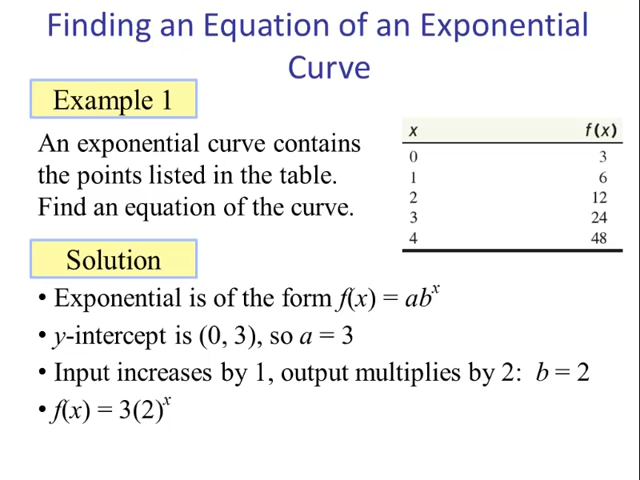 Finding an Equation of an Exponential
Curve
Example 1
An exponential curve contains
the points listed in the table.
Find an equation of the curve.
x f(x)
0 3
1 6
2 12
3 24
4 48
Solution
• Exponential is of the form f(x) = abˣ
• y-intercept is (0, 3), so a = 3
• Input increases by 1, output multiplies by 2: b = 2
• f(x) = 3(2)ˣ